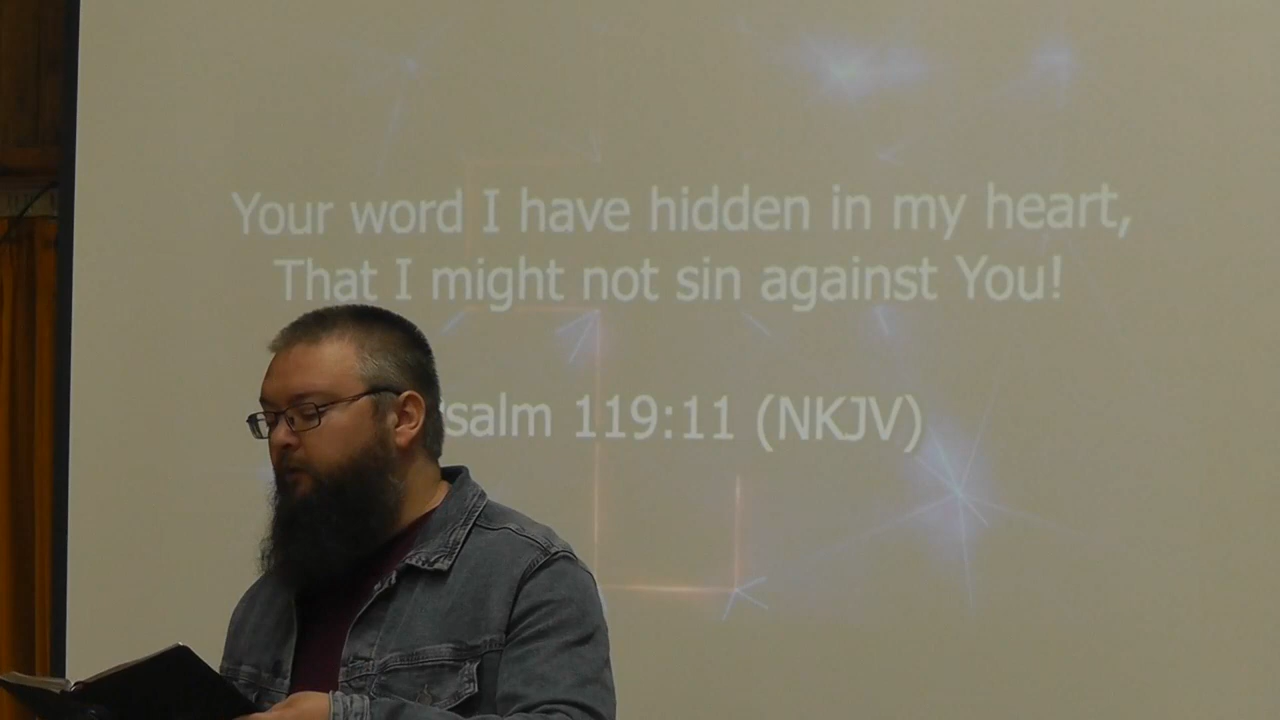 Your word I have hidden in my heart,
That I might not sin against You!
salm 119:11 (NKJV)